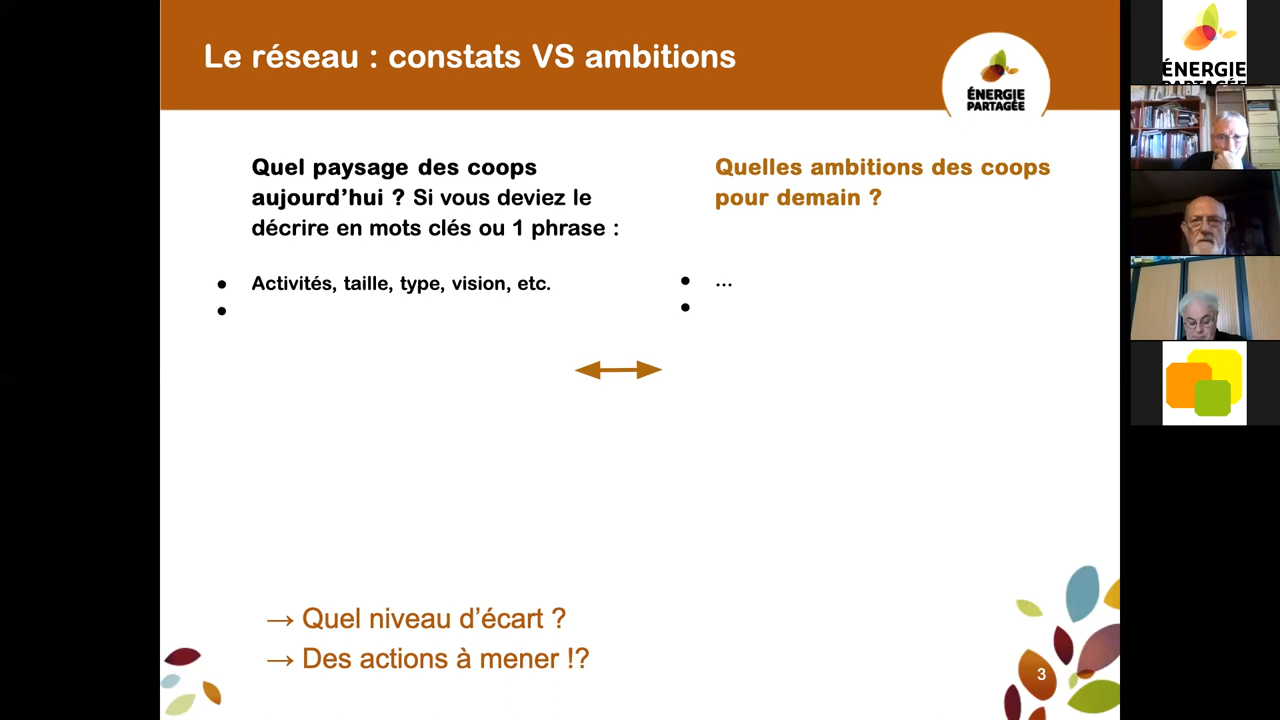 Le réseau : constats VS ambitions
ÉNERGIE
PARTAGÉE
Quel paysage des coops
aujourd’hui ? Si vous deviez le
décrire en mots clés ou 1 phrase :
● Activités, taille, type, vision, etc.
●
Quelles ambitions des coops
pour demain ?
● ...
●
→ Quel niveau d’écart ?
→ Des actions à mener !?
3
ÉNERGIE
PARTAGÉE